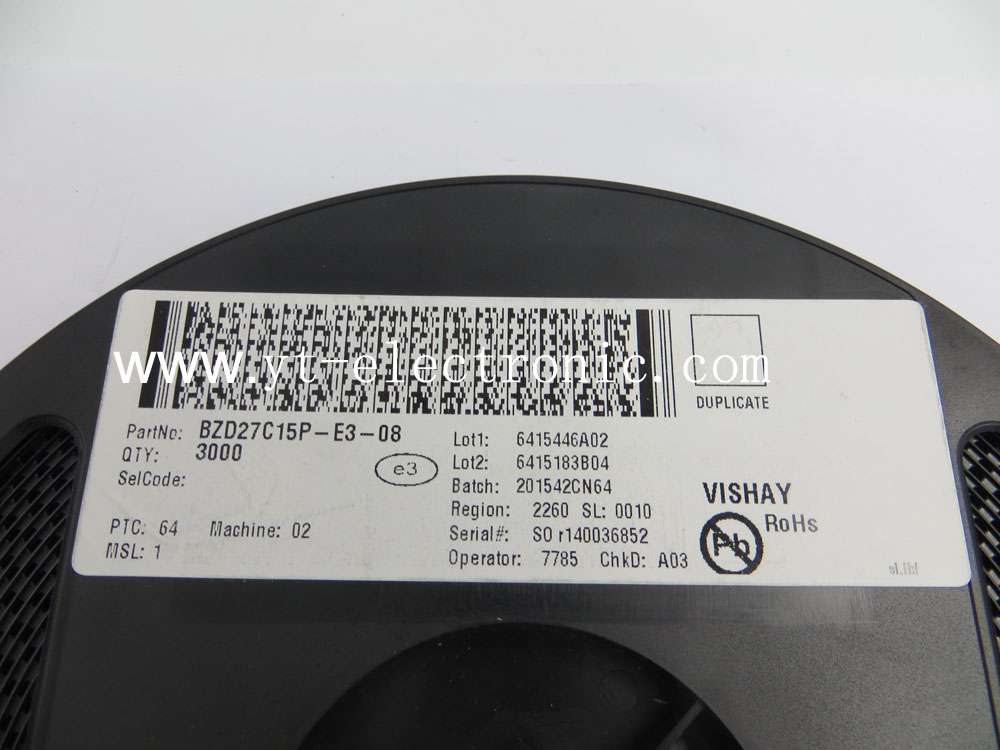 www.yt-electronic.com
DUPLICATE
PartNo: BZD27C15P-E3-08
QTY: 3000
SelCode:
e3
PTC: 64 Machine: 02
MSL: 1
Lot1: 6415446A02
Lot2: 6415183B04
Batch: 201542CN64
Region: 2260 SL: 0010
Serial#: SO r140036852
Operator: 7785 ChkD: A03
VISHAY
RoHs
Pb
sl.lbl